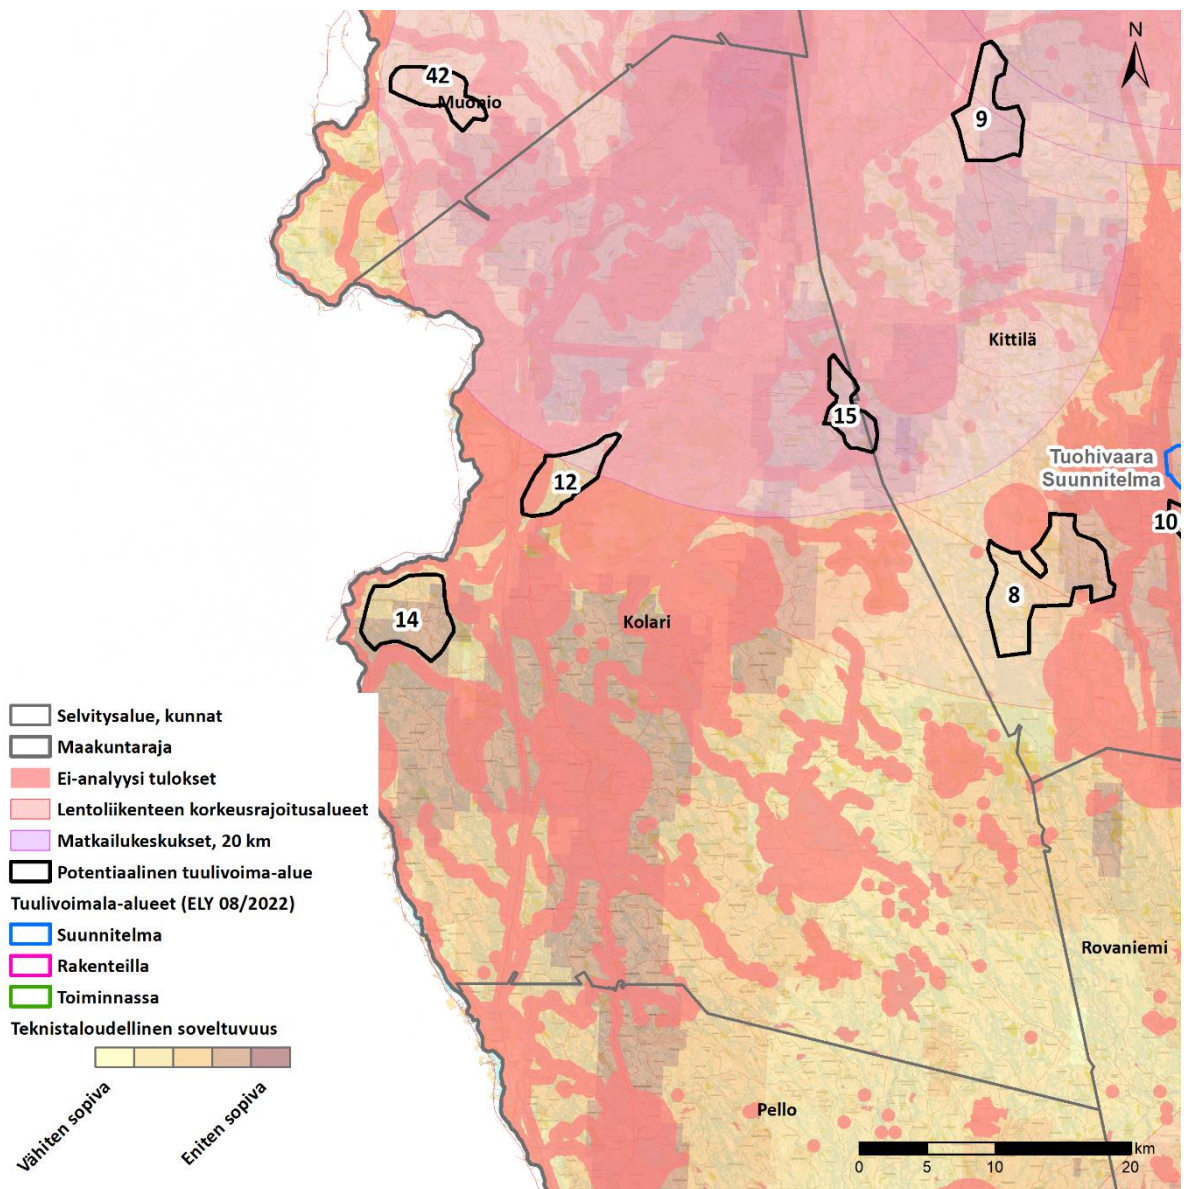 N
42
Muonio
9
Kittilä
15
Tuohivaara
Suunnitelma
12
10
8
14
Kolari
Selvitysalue, kunnat
Maakuntaraja
Ei-analyysi tulokset
Lentoliikenteen korkeusrajoitusalueet
Matkailukeskukset, 20 km
Potentiaalinen tuulivoima-alue
Tuulivoimala-alueet (ELY 08/2022)
Suunnitelma
Rakenteilla
Toiminnassa
Teknistaloudellinen soveltuvuus
Vähiten sopiva
Eniten sopiva
Rovaniemi
Pello
km
0 5 10 20